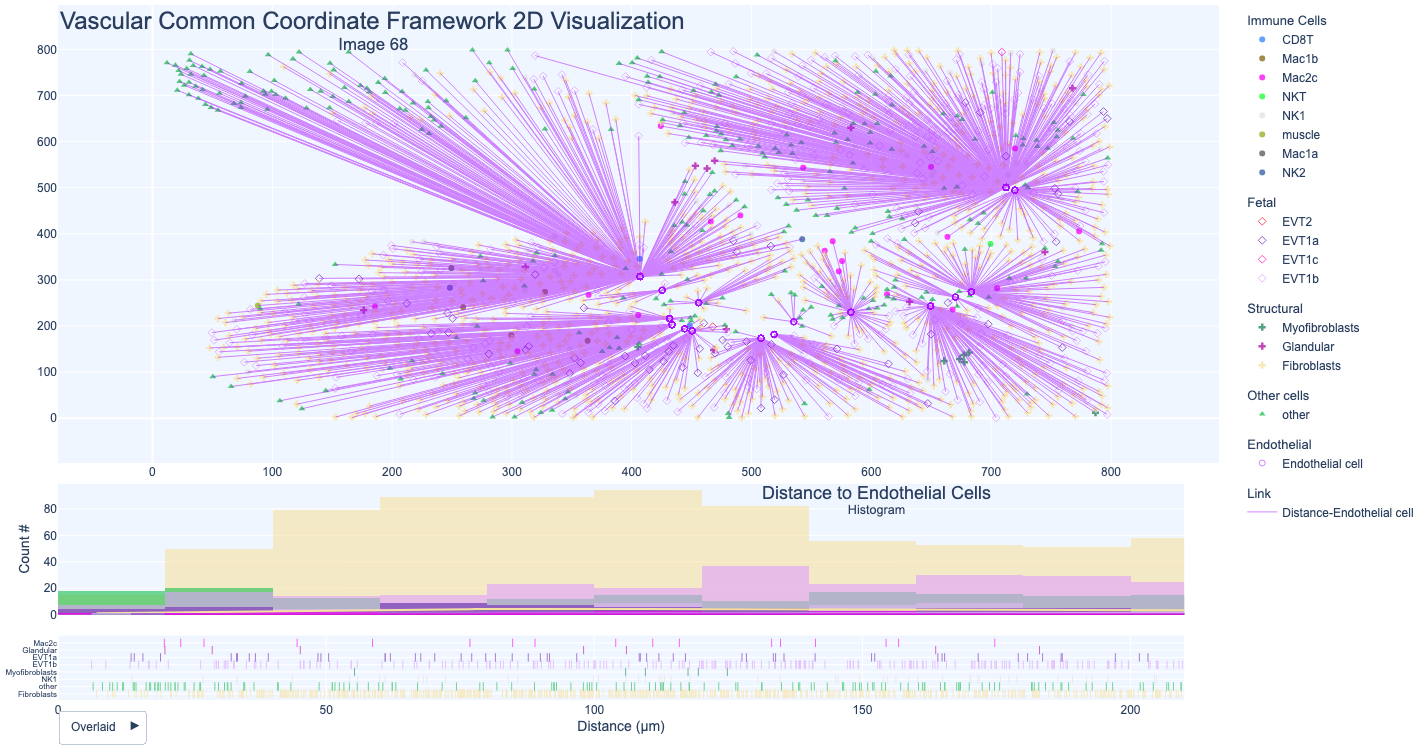 Vascular Common Coordinate Framework 2D Visualization
Image 68
800
700
600
500
400
300
200
100
0
0 100 200 300 400 500 600 700 800
Immune Cells
CD8T
Mac1b
Mac2c
NKT
NK1
muscle
Mac1a
NK2
Fetal
EVT2
EVT1a
EVT1c
EVT1b
Structural
Myofibroblasts
Glandular
Fibroblasts
Other cells
other
Endothelial
Endothelial cell
Link
Distance-Endothelial cell
Distance to Endothelial Cells
Histogram
Count #
80
60
40
20
0
Mac2c
Glandular
EVT1a
EVT1b
Myofibroblasts
NK1
other
Fibroblasts
0 50 100 150 200
Distance (μm)
Overlaid